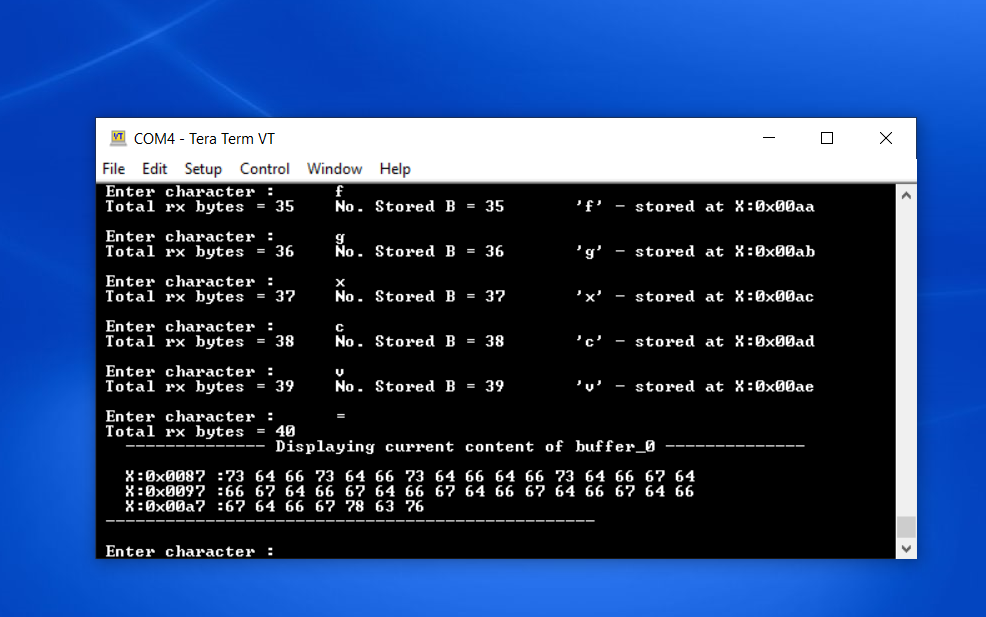 COM4 - Tera Term VT
File Edit Setup Control Window Help
Enter character : f
Total rx bytes = 35 No. Stored B = 35 'f' - stored at X:0x00aa
Enter character : g
Total rx bytes = 36 No. Stored B = 36 'g' - stored at X:0x00ab
Enter character : x
Total rx bytes = 37 No. Stored B = 37 'x' - stored at X:0x00ac
Enter character : c
Total rx bytes = 38 No. Stored B = 38 'c' - stored at X:0x00ad
Enter character : v
Total rx bytes = 39 No. Stored B = 39 'v' - stored at X:0x00ae
Enter character : =
Total rx bytes = 40
-------------- Displaying current content of buffer_0 --------------
X:0x0087 :73 64 66 73 64 66 73 64 66 64 66 73 64 66 67 64
X:0x0097 :66 67 64 66 67 64 66 67 64 66 67 64 66 67 64 66
X:0x00a7 :67 64 66 67 78 63 76
-------------------------------------------------
Enter character :